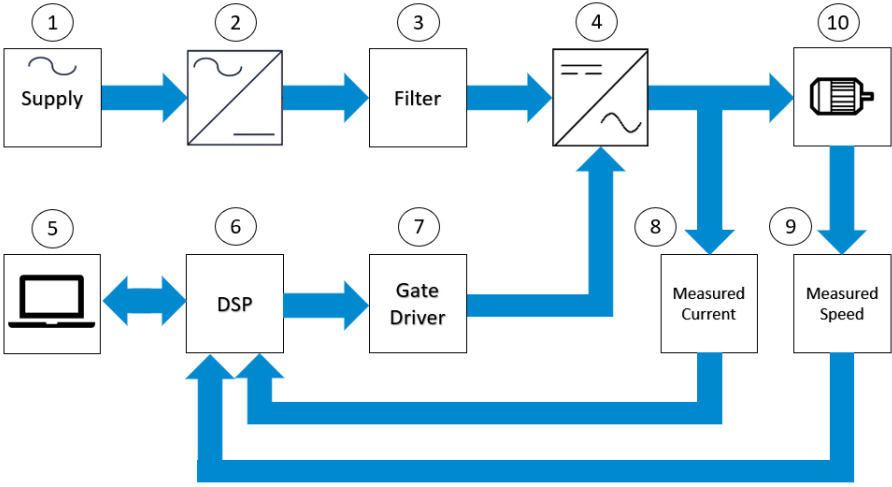 1
2
3
4
10
Supply
Filter
5
6
7
8
9
DSP
Gate
Driver
Measured
Current
Measured
Speed